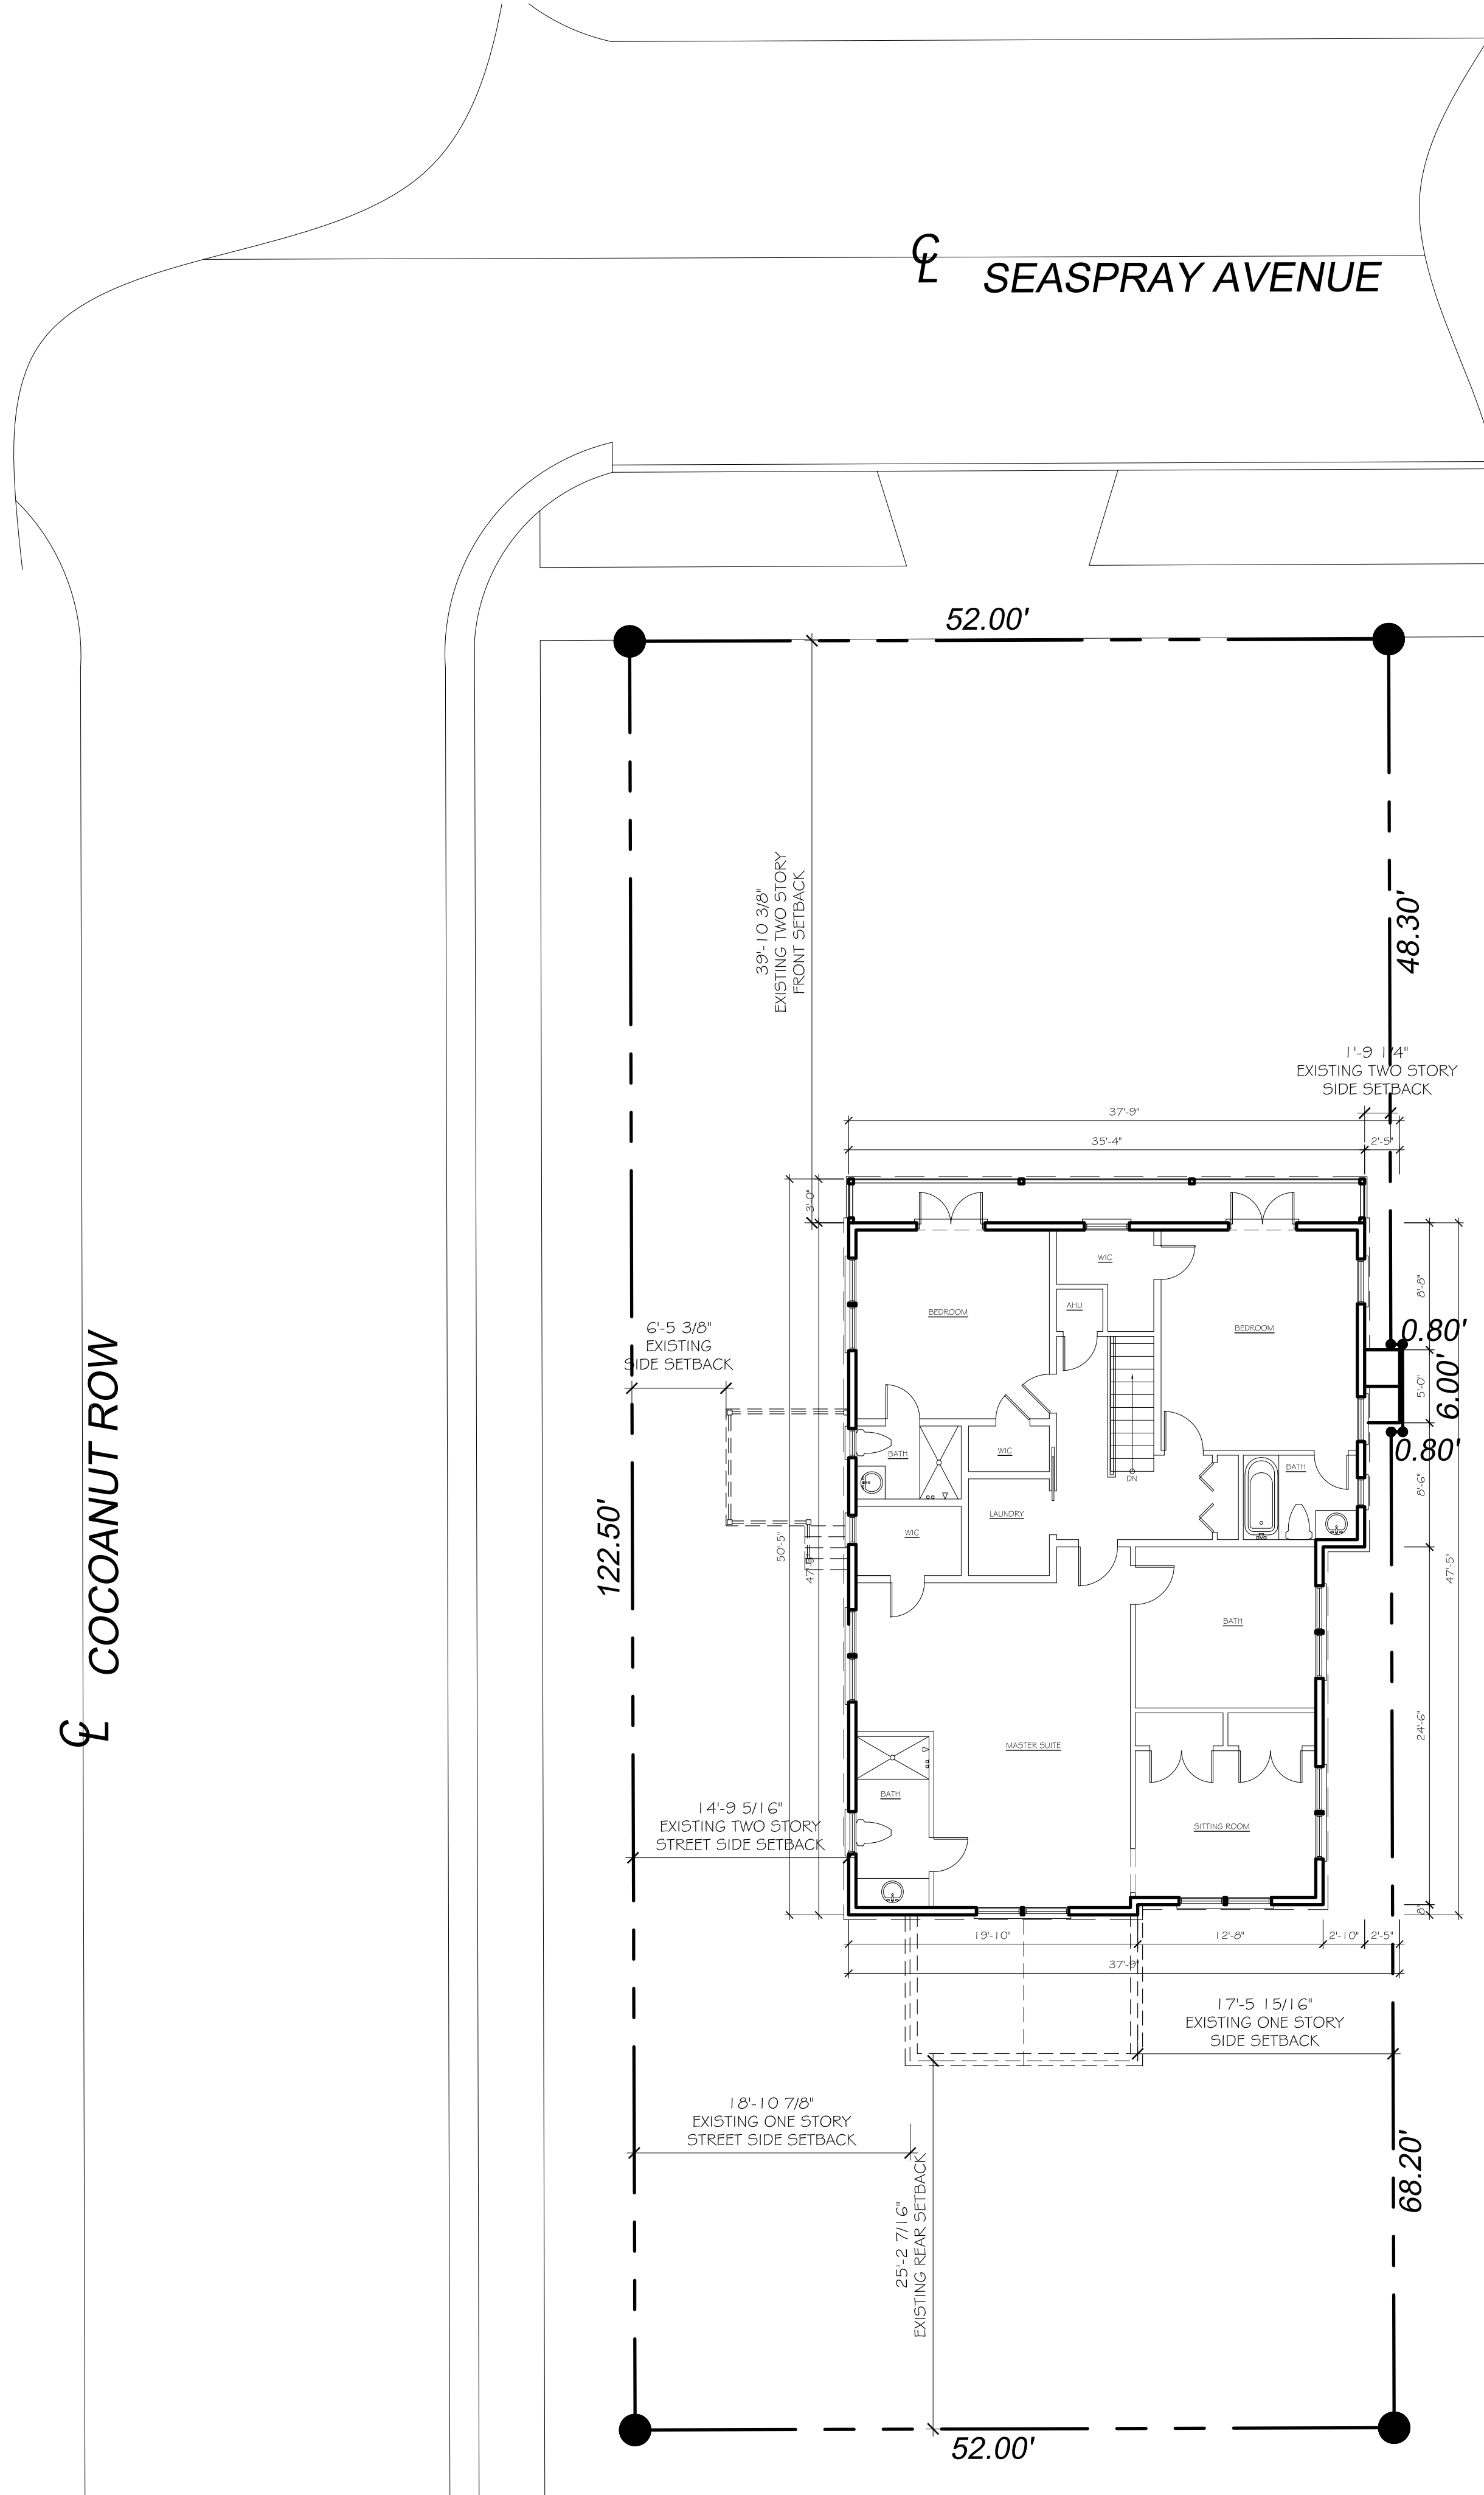 CL SEASPRAY AVENUE
52.00'
39'-10 3/8"
EXISTING TWO STORY
FRONT SETBACK
48.30'
1'-9 1/4"
EXISTING TWO STORY
SIDE SETBACK
37'-9"
35'-4"
2'-5"
3'-0"
WIC
BEDROOM
AHU
BEDROOM
8'-8"
0.80'
6'-5 3/8"
EXISTING
SIDE SETBACK
5'-0"
6.00'
0.80'
BATH
WIC
DN
BATH
8'-6"
LAUNDRY
WIC
122.50'
50'-5"
47'-5"
47'-5"
COCOANUT ROW
CL
BATH
24'-6"
MASTER SUITE
BATH
SITTING ROOM
14'-9 5/16"
EXISTING TWO STORY
STREET SIDE SETBACK
8"
19'-10"
12'-8"
2'-10"
2'-5"
37'-9"
17'-5 15/16"
EXISTING ONE STORY
SIDE SETBACK
18'-10 7/8"
EXISTING ONE STORY
STREET SIDE SETBACK
68.20'
25'-2 7/16"
EXISTING REAR SETBACK
52.00'